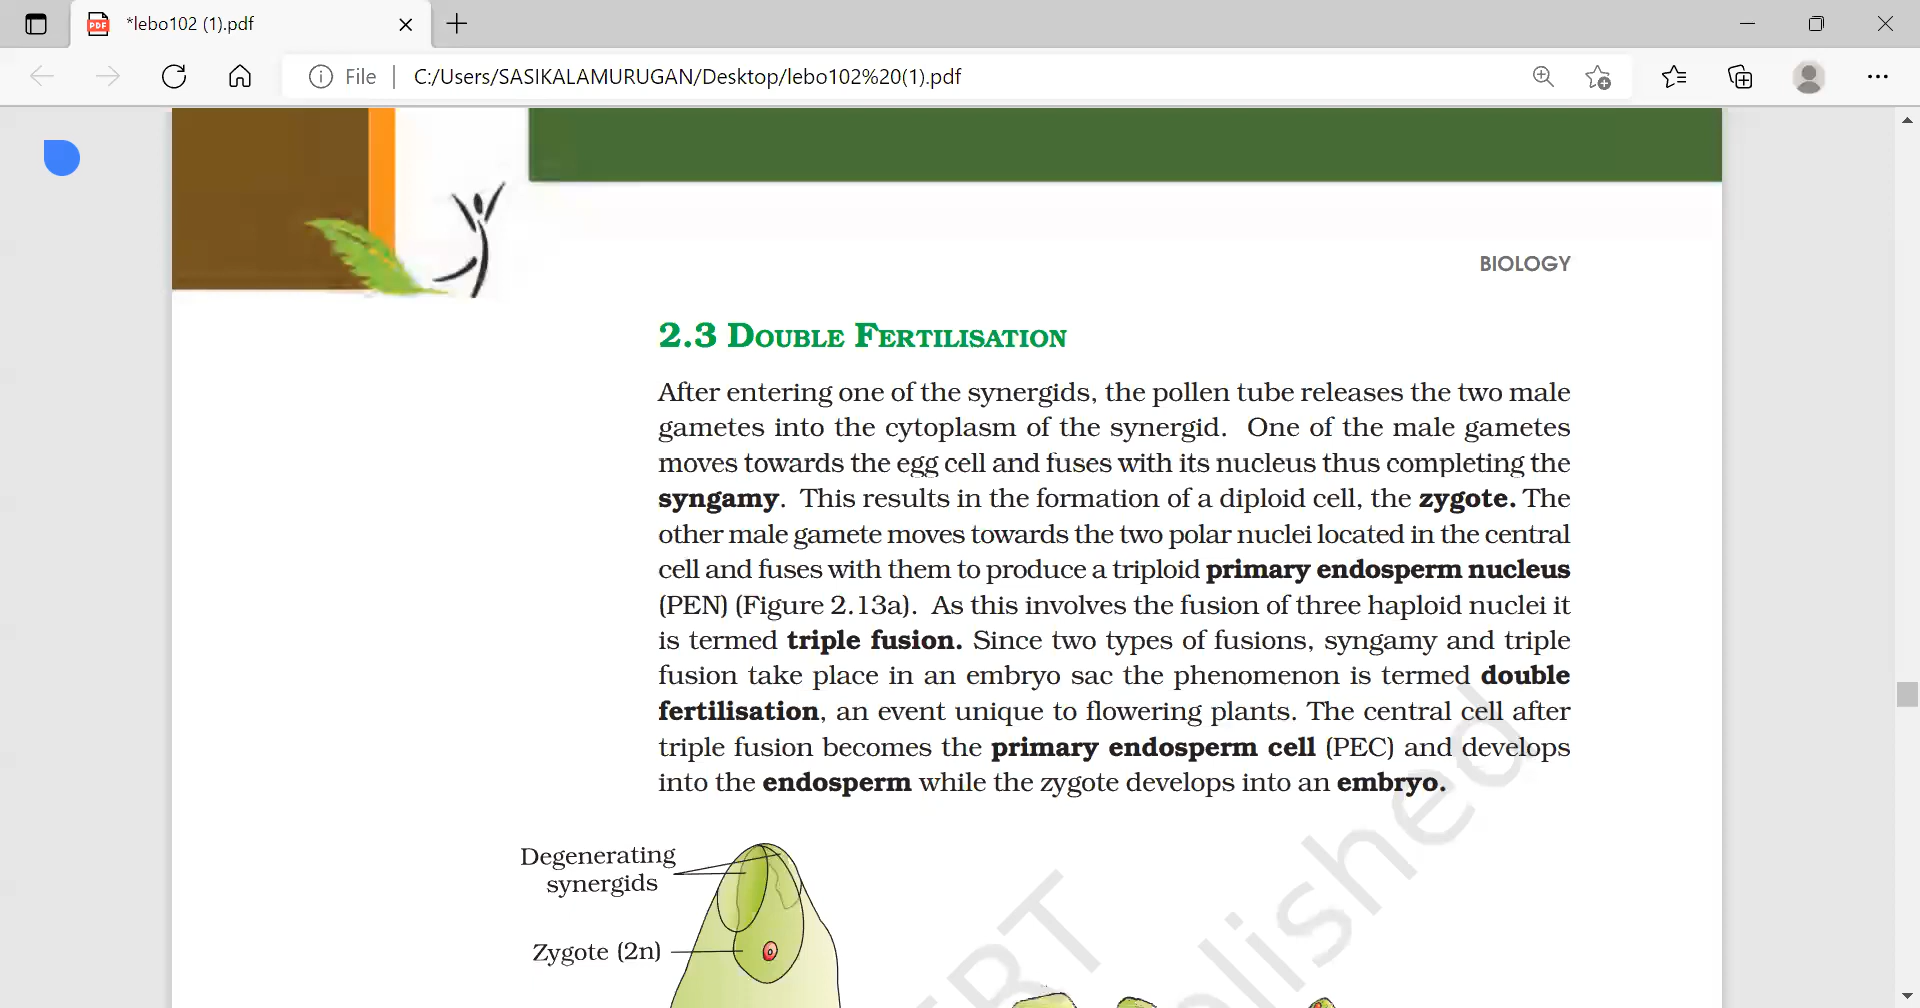 *lebo102 (1).pdf
File
C:/Users/SASIKALAMURUGAN/Desktop/lebo102%20(1).pdf
BIOLOGY
2.3 DOUBLE FERTILISATION
After entering one of the synergids, the pollen tube releases the two male
gametes into the cytoplasm of the synergid. One of the male gametes
moves towards the egg cell and fuses with its nucleus thus completing the
syngamy. This results in the formation of a diploid cell, the zygote. The
other male gamete moves towards the two polar nuclei located in the central
cell and fuses with them to produce a triploid primary endosperm nucleus
(PEN) (Figure 2.13a). As this involves the fusion of three haploid nuclei it
is termed triple fusion. Since two types of fusions, syngamy and triple
fusion take place in an embryo sac the phenomenon is termed double
fertilisation, an event unique to flowering plants. The central cell after
triple fusion becomes the primary endosperm cell (PEC) and develops
into the endosperm while the zygote develops into an embryo.
Degenerating
synergids
Zygote (2n)